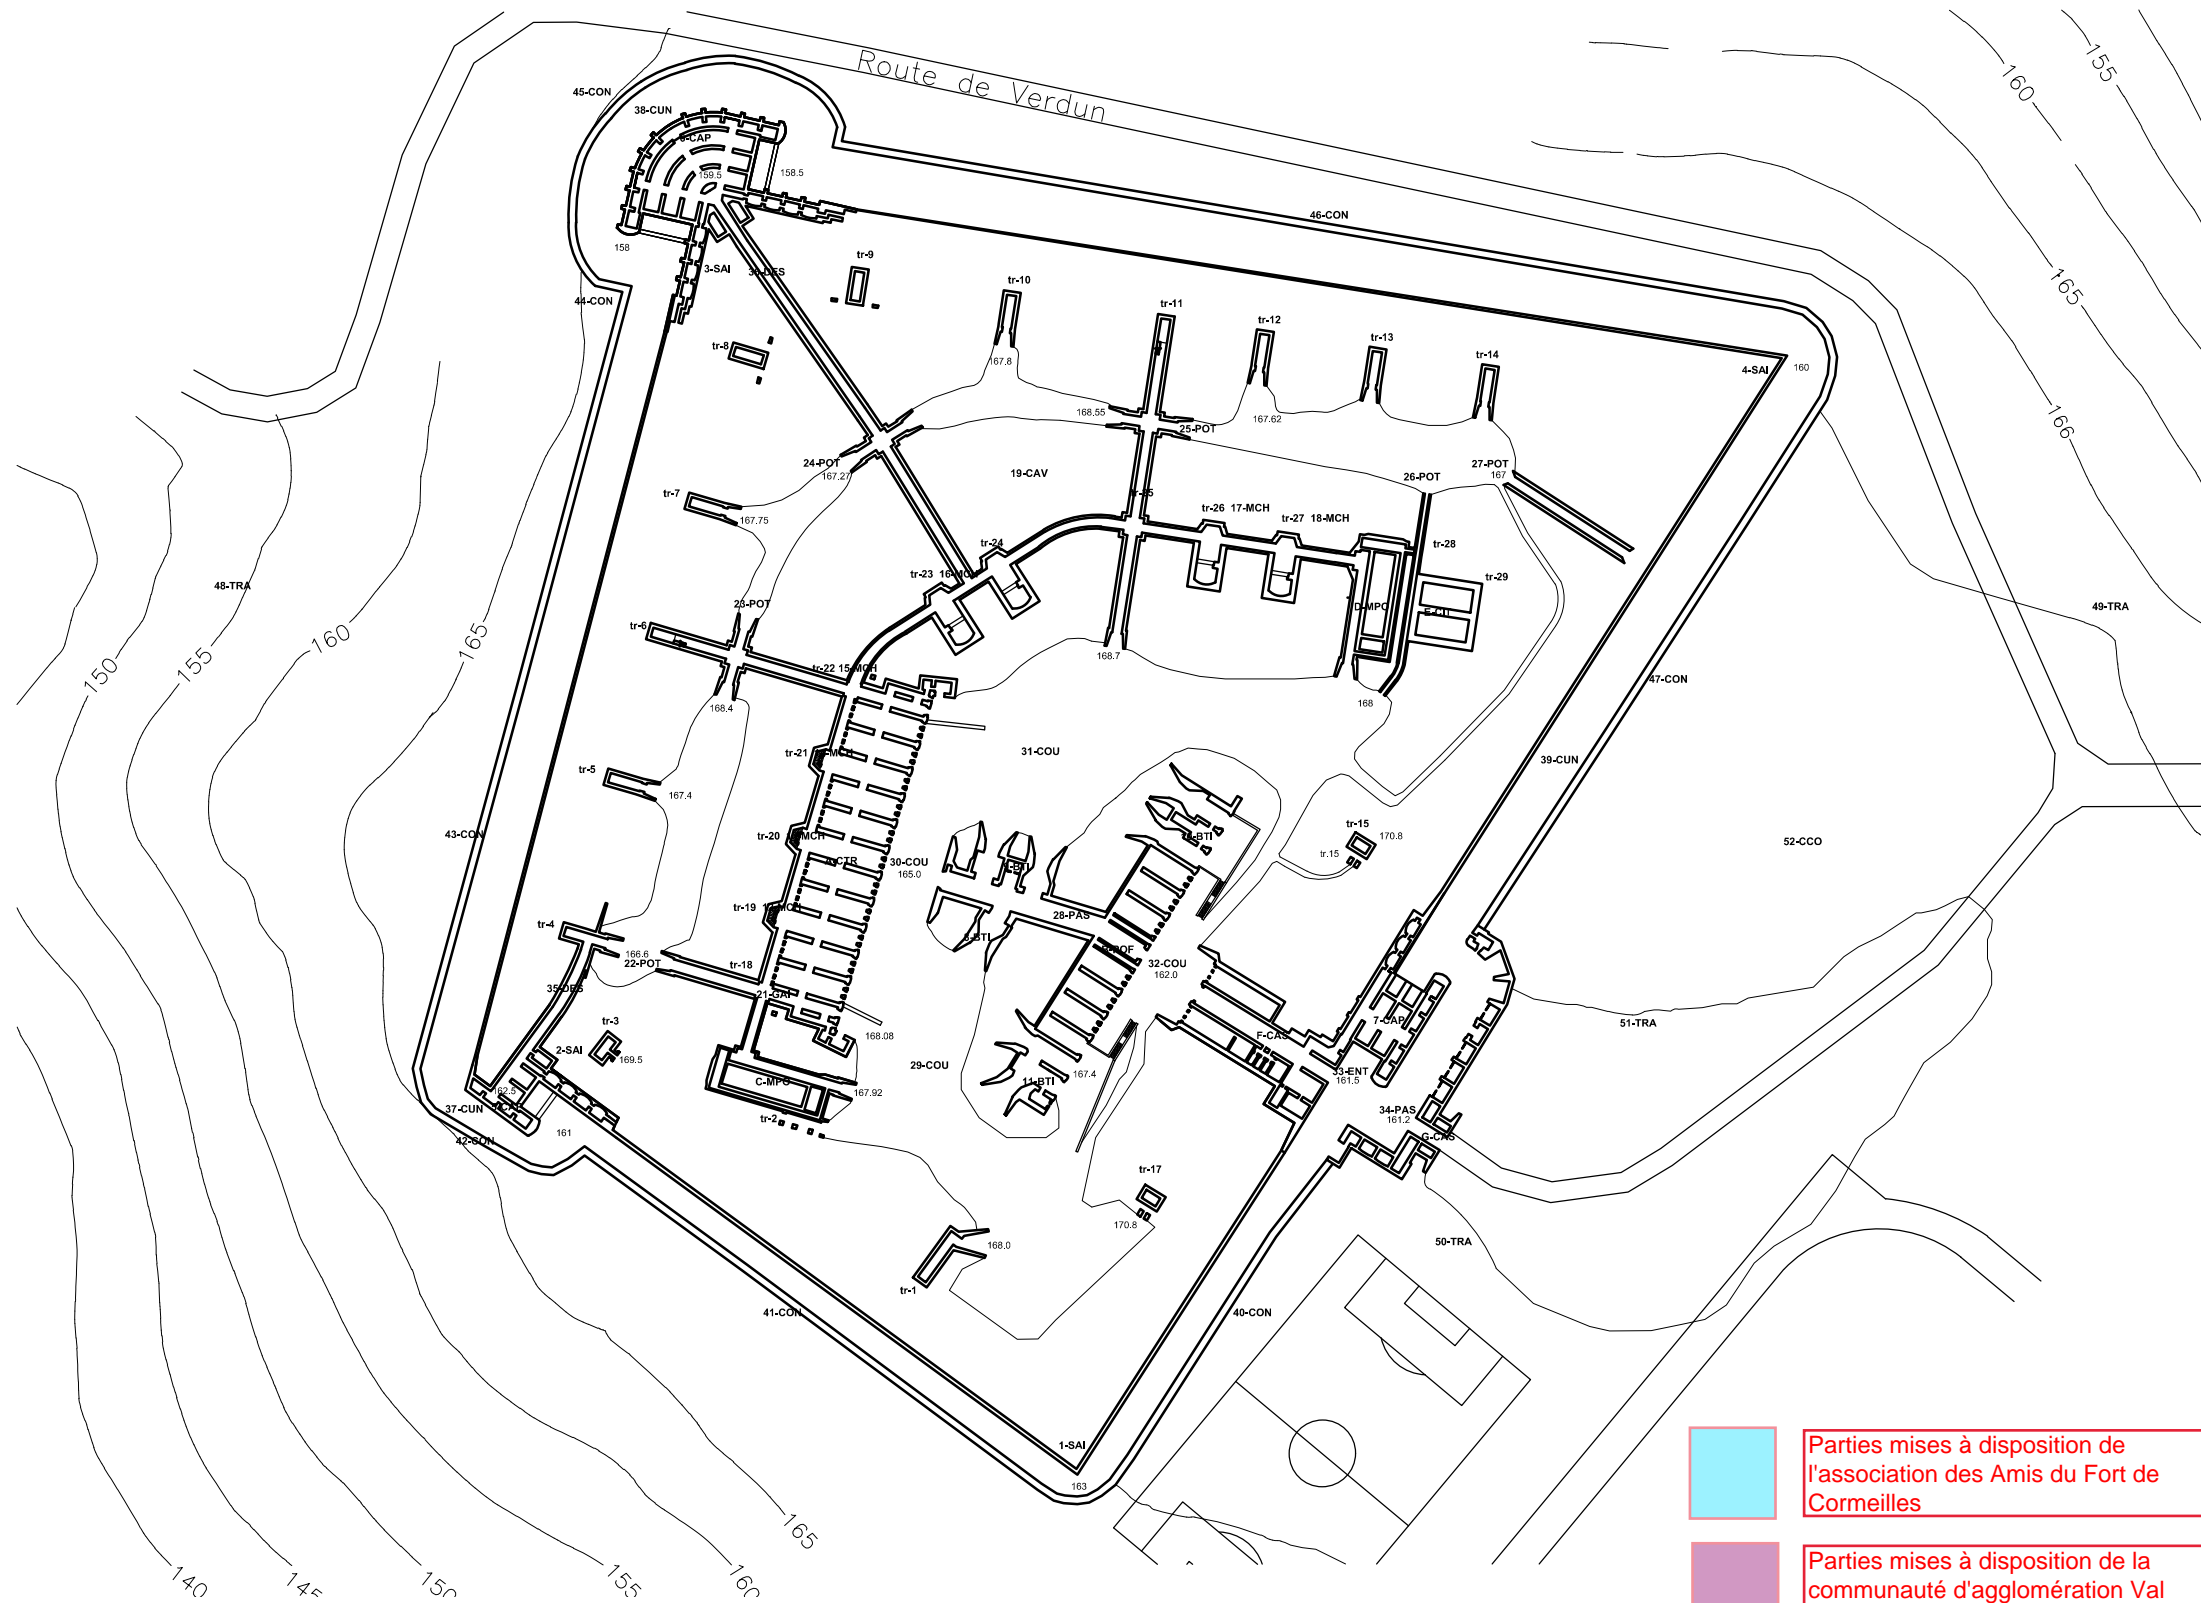 155
160
Route de Verdun
45-CON
38-CUN
6-CAP
159.5
158.5
46-CON
158
3-SAI
tr-9
tr-10
44-CON
165
tr-11
tr-12
tr-13
tr-8
tr-14
167.8
4-SAI
160
168.55
167.62
166
25-POT
24-POT
167.27
19-CAV
27-POT
167
26-POT
tr-7
167.75
tr-26 17-MCH
tr-27 18-MCH
tr-24
tr-28
tr-23 16-MCH
tr-29
48-TRA
23-POT
D-MPO
49-TRA
160
165
tr-6
168.7
150
155
tr-22 15-MCH
47-CON
168.4
168
tr-21
31-COU
39-CUN
tr-5
167.4
43-CON
tr-20
tr-15
170.8
52-CCO
A-CTR
30-COU
165.0
tr.15
tr-19
28-PAS
tr-4
166.6
22-POT
tr-18
32-COU
162.0
35-DES
21-GAI
tr-3
169.5
7-CAP
51-TRA
2-SAI
168.08
F-CAS
29-COU
33-ENT
161.5
C-MPO
167.92
11-BTI
167.4
162.5
37-CUN
34-PAS
161.2
tr-2
161
42-CON
G-CAS
tr-17
170.8
168.0
50-TRA
tr-1
41-CON
40-CON
1-SAI
163
Parties mises à disposition de
l'association des Amis du Fort de
Cormeilles
165
Parties mises à disposition de la
communauté d'agglomération Val
140
150
155
160